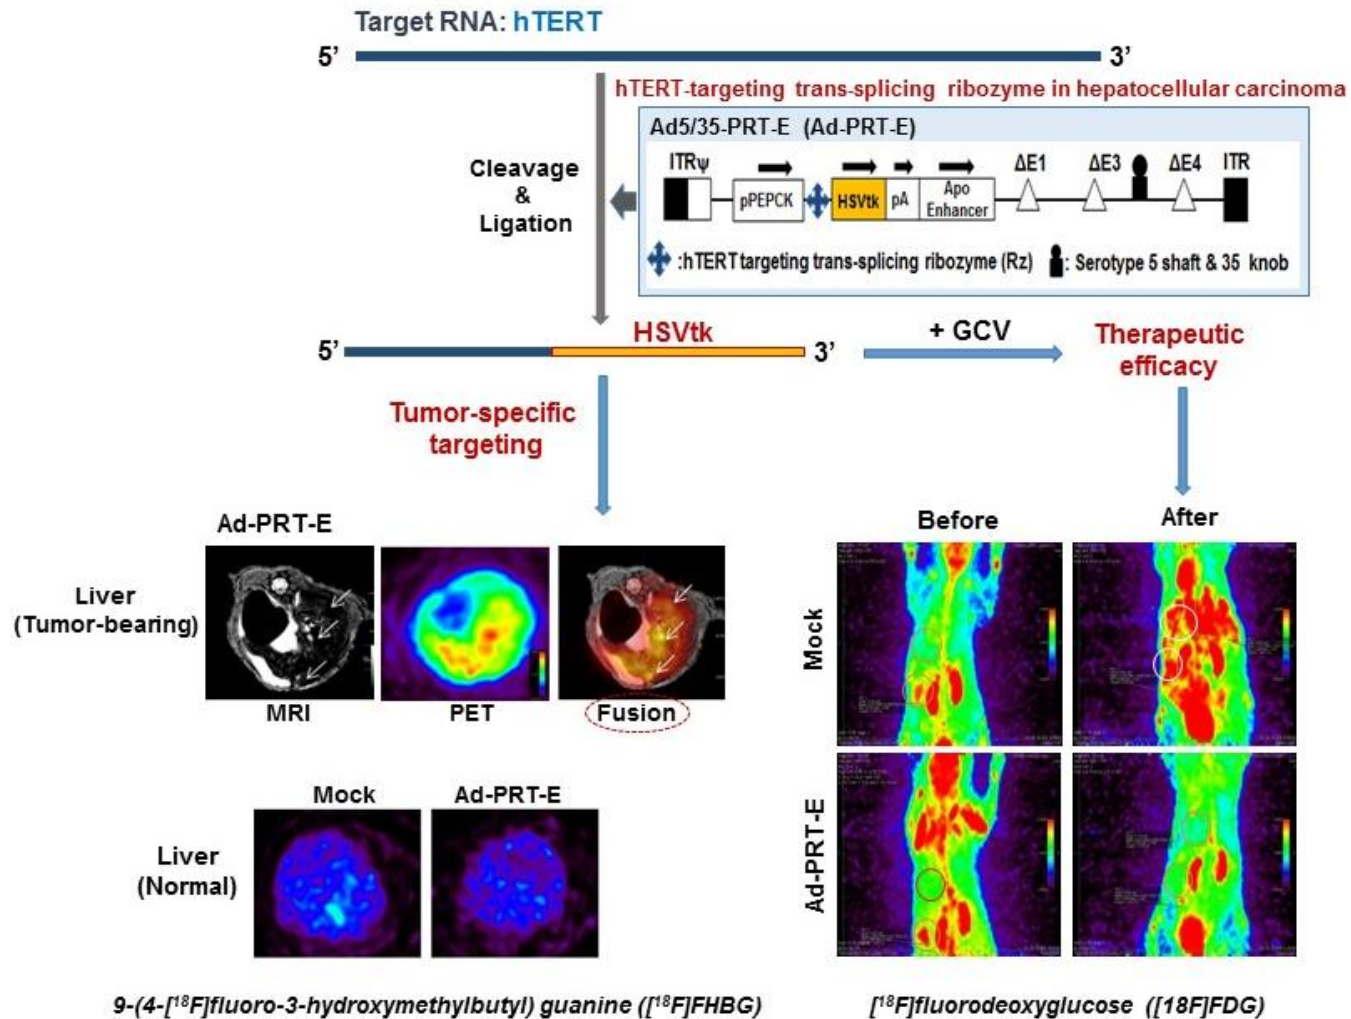 Target RNA: hTERT
5’ 3’
hTERT-targeting trans-splicing ribozyme in hepatocellular carcinoma
Ad5/35-PRT-E (Ad-PRT-E)
ITRψ ΔE1 ΔE3 ΔE4 ITR
pPEPCK HSVtk pA Apo
Enhancer
:hTERT targeting trans-splicing ribozyme (Rz) : Serotype 5 shaft & 35 knob
Cleavage
&
Ligation
HSVtk
5’ 3’
+ GCV
Therapeutic
efficacy
Tumor-specific
targeting
Ad-PRT-E
Liver
(Tumor-bearing)
MRI PET Fusion
Mock Ad-PRT-E
Liver
(Normal)
9-(4-[¹⁸F]fluoro-3-hydroxymethylbutyl) guanine ([¹⁸F]FHBG)
Before After
Mock
Ad-PRT-E
[¹⁸F]fluorodeoxyglucose ([18F]FDG)